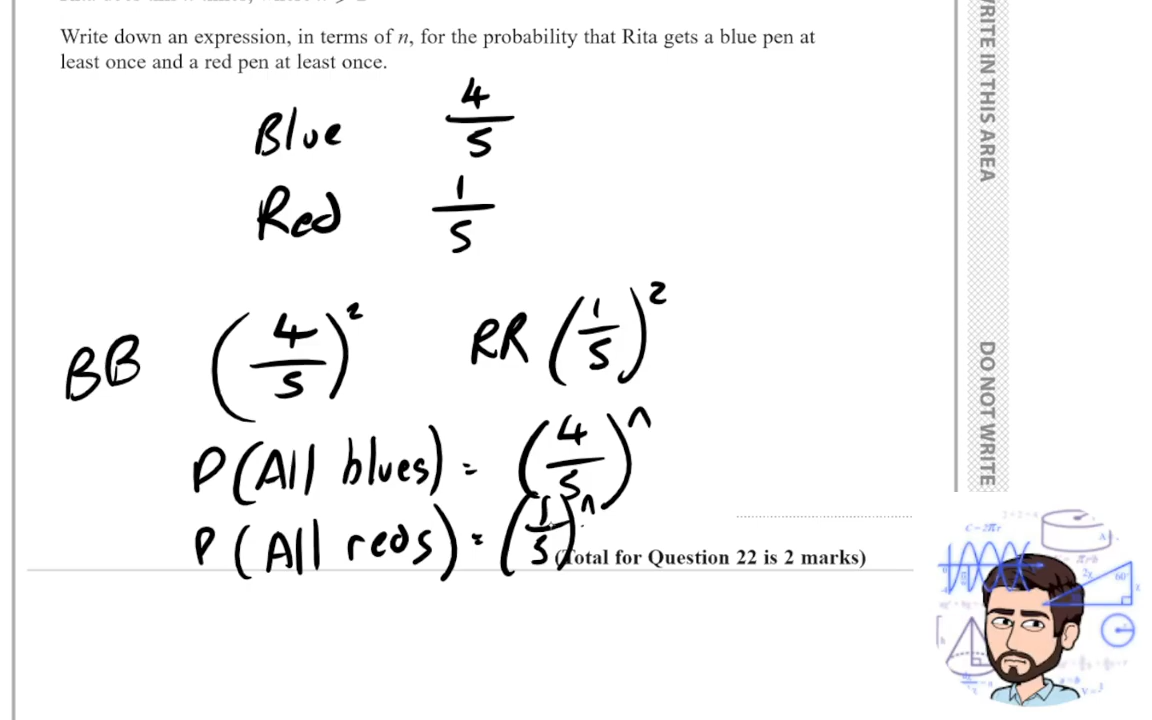 Write down an expression, in terms of n, for the probability that Rita gets a blue pen at
least once and a red pen at least once.
Blue 4/5
Red 1/5
BB (4/5)² RR (1/5)²
P(All blues) = (4/5)ⁿ
P(All reds) = (1/5)ⁿ
(Total for Question 22 is 2 marks)
WRITE IN THIS AREA
DO NOT WRITE
C=2πr
60°
2x